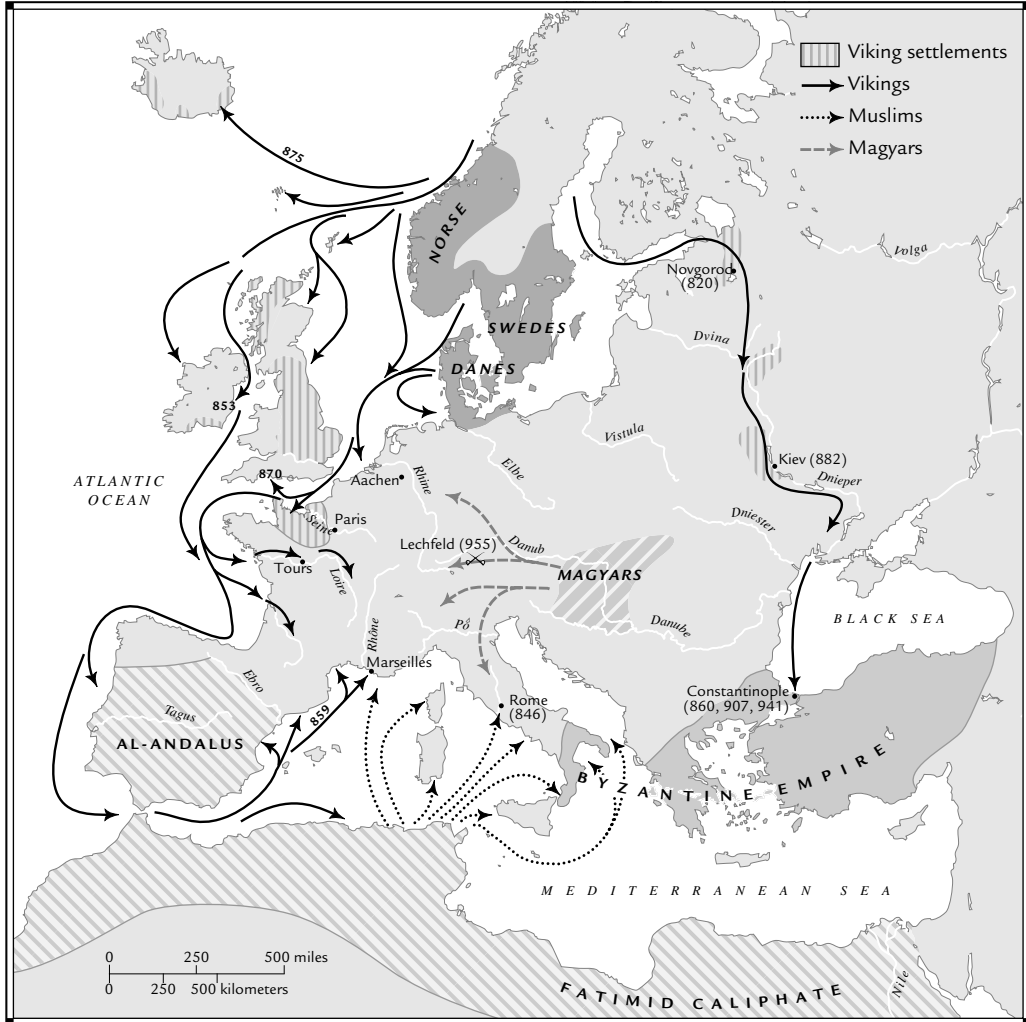 Viking settlements
Vikings
Muslims
Magyars
875
NORSE
Volga
Novgorod
(820)
SWEDES
Dvina
DANES
853
Vistula
Kiev (882)
ATLANTIC
OCEAN
870
Aachen
Rhine
Elbe
Dnieper
Seine
Paris
Dniester
Lechfeld (955)
Danub
Tours
Loire
MAGYARS
BLACK SEA
Pô
Danube
Rhône
Marseilles
Ebro
Constantinople
(860, 907, 941)
Rome
(846)
859
Tagus
AL-ANDALUS
BYZANTINE EMPIRE
MEDITERRANEAN SEA
0 250 500 miles
0 250 500 kilometers
FATIMID CALIPHATE
Nile